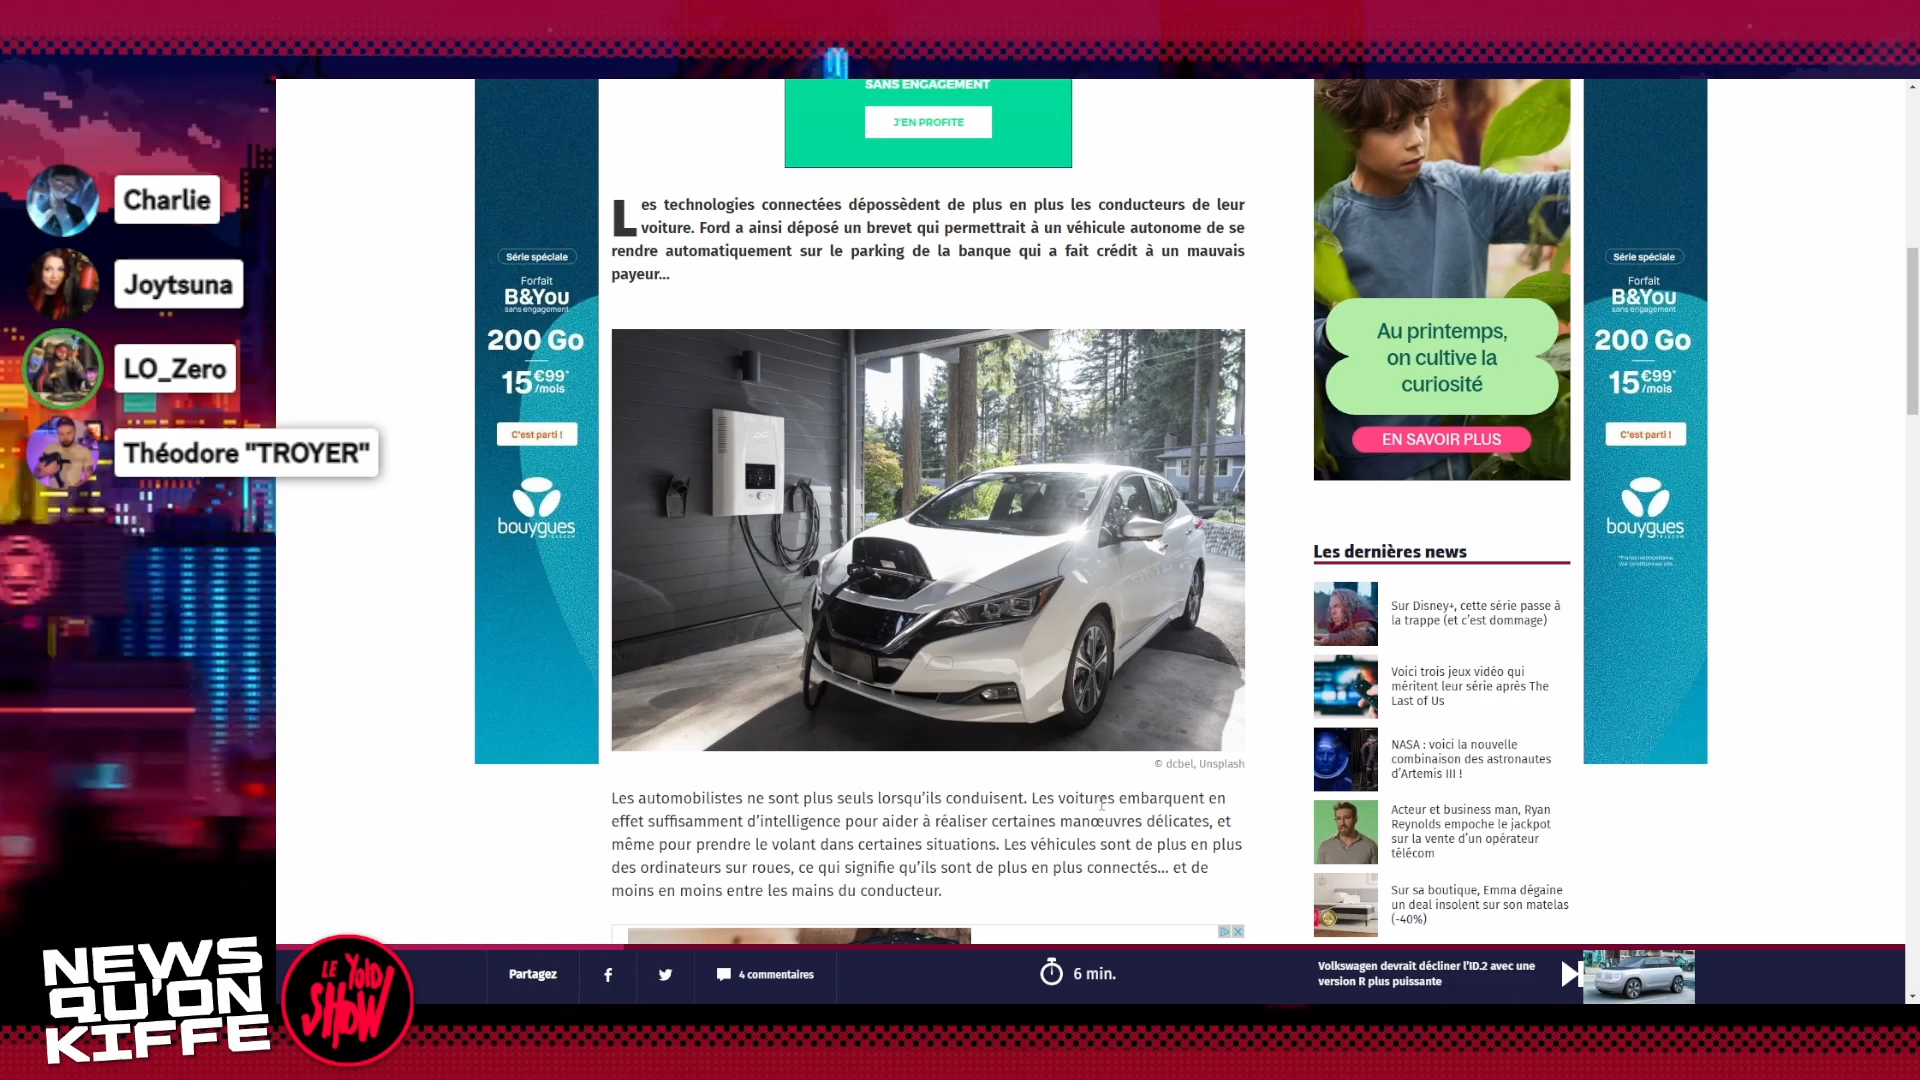 SANS ENGAGEMENT
J'EN PROFITE
Charlie
Joytsuna
LO_Zero
Théodore "TROYER"
Série spéciale
Forfait
B&You
sans engagement
200 Go
15€99*
/mois
C'est parti !
bouygues
TELECOM
Les technologies connectées dépossèdent de plus en plus les conducteurs de leur
voiture. Ford a ainsi déposé un brevet qui permettrait à un véhicule autonome de se
rendre automatiquement sur le parking de la banque qui a fait crédit à un mauvais
payeur...
© dcbel, Unsplash
Les automobilistes ne sont plus seuls lorsqu'ils conduisent. Les voitures embarquent en
effet suffisamment d'intelligence pour aider à réaliser certaines manœuvres délicates, et
même pour prendre le volant dans certaines situations. Les véhicules sont de plus en plus
des ordinateurs sur roues, ce qui signifie qu'ils sont de plus en plus connectés... et de
moins en moins entre les mains du conducteur.
Au printemps,
on cultive la
curiosité
EN SAVOIR PLUS
Les dernières news
Sur Disney+, cette série passe à
la trappe (et c'est dommage)
Voici trois jeux vidéo qui
méritent leur série après The
Last of Us
NASA : voici la nouvelle
combinaison des astronautes
d'Artemis III !
Acteur et business man, Ryan
Reynolds empoche le jackpot
sur la vente d'un opérateur
télécom
Sur sa boutique, Emma dégaine
un deal insolent sur son matelas
(-40%)
Série spéciale
Forfait
B&You
sans engagement
200 Go
15€99*
/mois
C'est parti !
bouygues
TELECOM
Partagez
4 commentaires
6 min.
Volkswagen devrait décliner l'ID.2 avec une
version R plus puissante
NEWS
QU'ON
KIFFE
LE
YOLO
SHOW